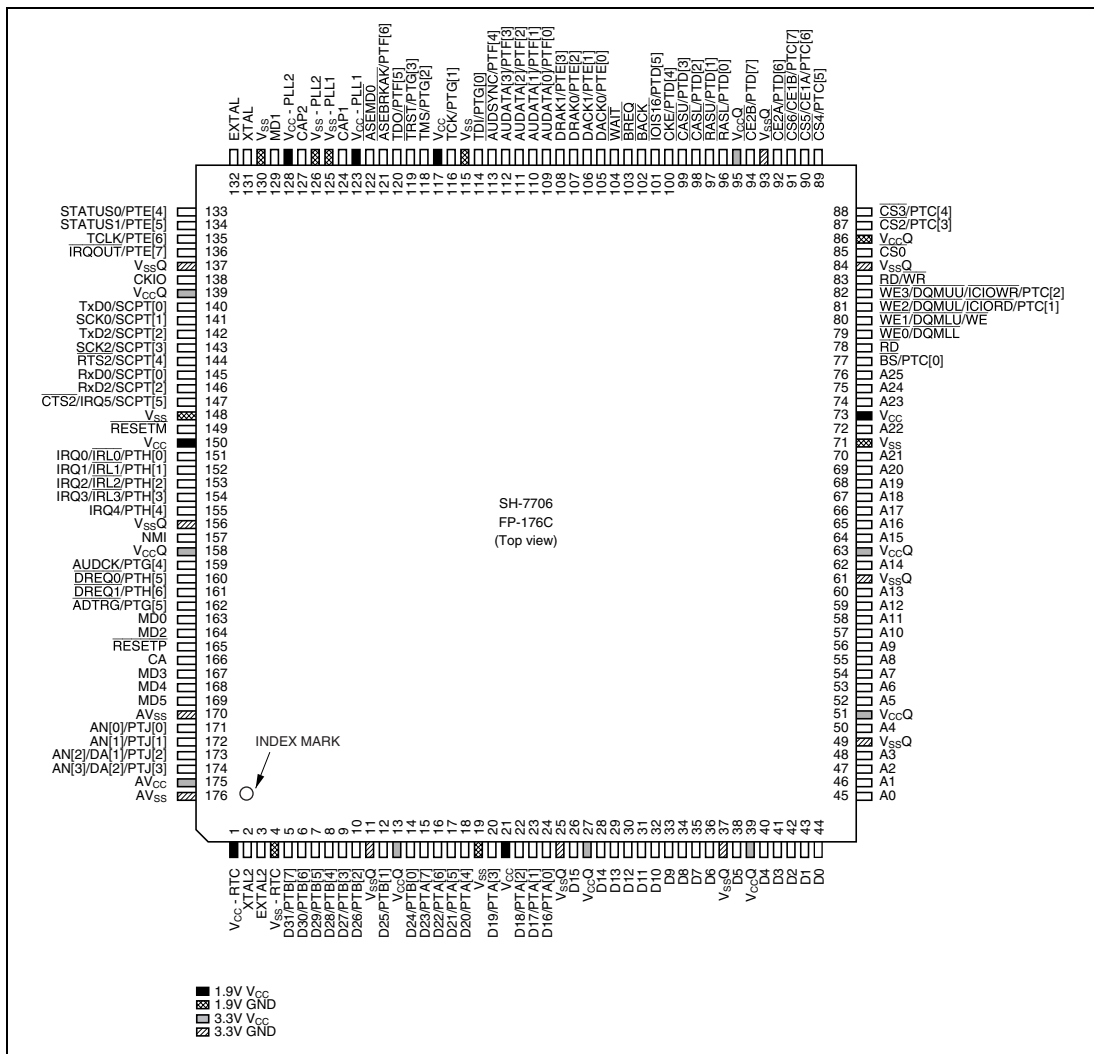 EXTAL
XTAL
VSS
MD1
VCC - PLL2
CAP2
VSS - PLL2
VSS - PLL1
CAP1
VCC - PLL1
ASEMD0
ASEBRKAK/PTF[6]
TDO/PTF[5]
TRST/PTG[3]
TMS/PTG[2]
VCC
TCK/PTG[1]
VSS
TDI/PTG[0]
AUDSYNC/PTF[4]
AUDATA[3]/PTF[3]
AUDATA[2]/PTF[2]
AUDATA[1]/PTF[1]
AUDATA[0]/PTF[0]
DRAK1/PTE[3]
DRAK0/PTE[2]
DACK1/PTE[1]
DACK0/PTE[0]
WAIT
BREQ
BACK
IOIS16/PTD[5]
CKE/PTD[4]
CASU/PTD[3]
CASL/PTD[2]
RASU/PTD[1]
RASL/PTD[0]
VCCQ
CE2B/PTD[7]
VSSQ
CE2A/PTD[6]
CS6/CE1B/PTC[7]
CS5/CE1A/PTC[6]
CS4/PTC[5]
132
131
130
129
128
127
126
125
124
123
122
121
120
119
118
117
116
115
114
113
112
111
110
109
108
107
106
105
104
103
102
101
100
99
98
97
96
95
94
93
92
91
90
89
STATUS0/PTE[4] 133
STATUS1/PTE[5] 134
TCLK/PTE[6] 135
IRQOUT/PTE[7] 136
VSSQ 137
CKIO 138
VCCQ 139
TxD0/SCPT[0] 140
SCK0/SCPT[1] 141
TxD2/SCPT[2] 142
SCK2/SCPT[3] 143
RTS2/SCPT[4] 144
RxD0/SCPT[0] 145
RxD2/SCPT[2] 146
CTS2/IRQ5/SCPT[5] 147
VSS 148
RESETM 149
VCC 150
IRQ0/IRL0/PTH[0] 151
IRQ1/IRL1/PTH[1] 152
IRQ2/IRL2/PTH[2] 153
IRQ3/IRL3/PTH[3] 154
IRQ4/PTH[4] 155
VSSQ 156
NMI 157
VCCQ 158
AUDCK/PTG[4] 159
DREQ0/PTH[5] 160
DREQ1/PTH[6] 161
ADTRG/PTG[5] 162
MD0 163
MD2 164
RESETP 165
CA 166
MD3 167
MD4 168
MD5 169
AVSS 170
AN[0]/PTJ[0] 171
AN[1]/PTJ[1] 172
AN[2]/DA[1]/PTJ[2] 173
AN[3]/DA[2]/PTJ[3] 174
AVCC 175
AVSS 176
SH-7706
FP-176C
(Top view)
INDEX MARK
88 CS3/PTC[4]
87 CS2/PTC[3]
86 VCCQ
85 CS0
84 VSSQ
83 RD/WR
82 WE3/DQMUU/ICIOWR/PTC[2]
81 WE2/DQMUL/ICIORD/PTC[1]
80 WE1/DQMLU/WE
79 WE0/DQMLL
78 RD
77 BS/PTC[0]
76 A25
75 A24
74 A23
73 VCC
72 A22
71 VSS
70 A21
69 A20
68 A19
67 A18
66 A17
65 A16
64 A15
63 VCCQ
62 A14
61 VSSQ
60 A13
59 A12
58 A11
57 A10
56 A9
55 A8
54 A7
53 A6
52 A5
51 VCCQ
50 A4
49 VSSQ
48 A3
47 A2
46 A1
45 A0
1
2
3
4
5
6
7
8
9
10
11
12
13
14
15
16
17
18
19
20
21
22
23
24
25
26
27
28
29
30
31
32
33
34
35
36
37
38
39
40
41
42
43
44
VCC - RTC
XTAL2
EXTAL2
VSS - RTC
D31/PTB[7]
D30/PTB[6]
D29/PTB[5]
D28/PTB[4]
D27/PTB[3]
D26/PTB[2]
VSSQ
D25/PTB[1]
VCCQ
D24/PTB[0]
D23/PTA[7]
D22/PTA[6]
D21/PTA[5]
D20/PTA[4]
VSS
D19/PTA[3]
VCC
D18/PTA[2]
D17/PTA[1]
D16/PTA[0]
VSSQ
D15
VCCQ
D14
D13
D12
D11
D10
D9
D8
D7
D6
VSSQ
D5
VCCQ
D4
D3
D2
D1
D0
1.9V VCC
1.9V GND
3.3V VCC
3.3V GND